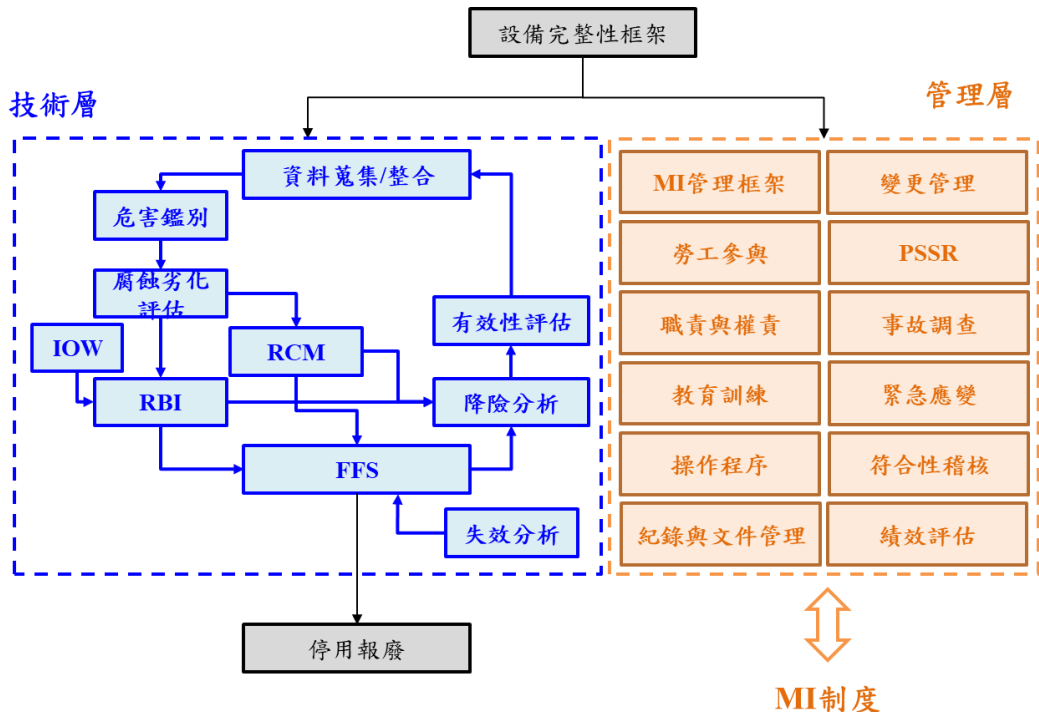 設備完整性框架
技術層
管理層
資料蒐集/整合
危害鑑別
腐蝕劣化
評估
IOW
RCM
有效性評估
RBI
降險分析
FFS
失效分析
停用報廢
MI管理框架
變更管理
勞工參與
PSSR
職責與權責
事故調查
教育訓練
緊急應變
操作程序
符合性稽核
紀錄與文件管理
績效評估
MI制度